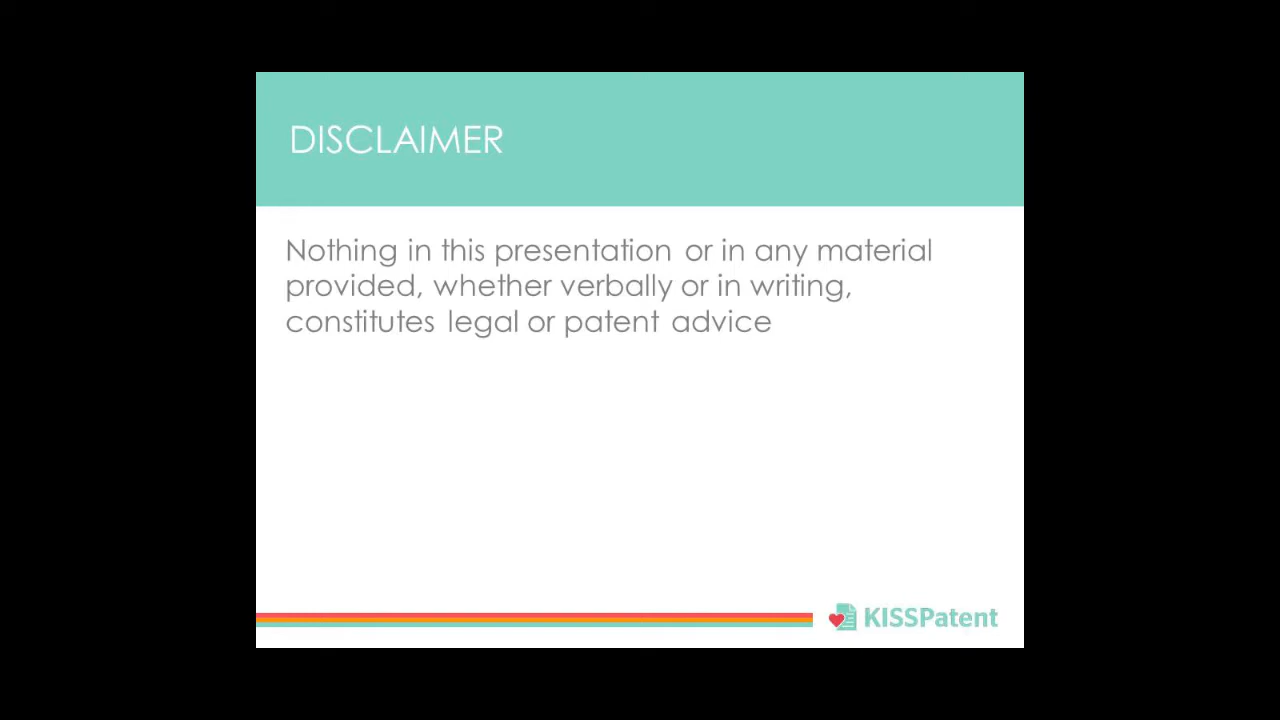 DISCLAIMER
Nothing in this presentation or in any material
provided, whether verbally or in writing,
constitutes legal or patent advice
KISSPatent